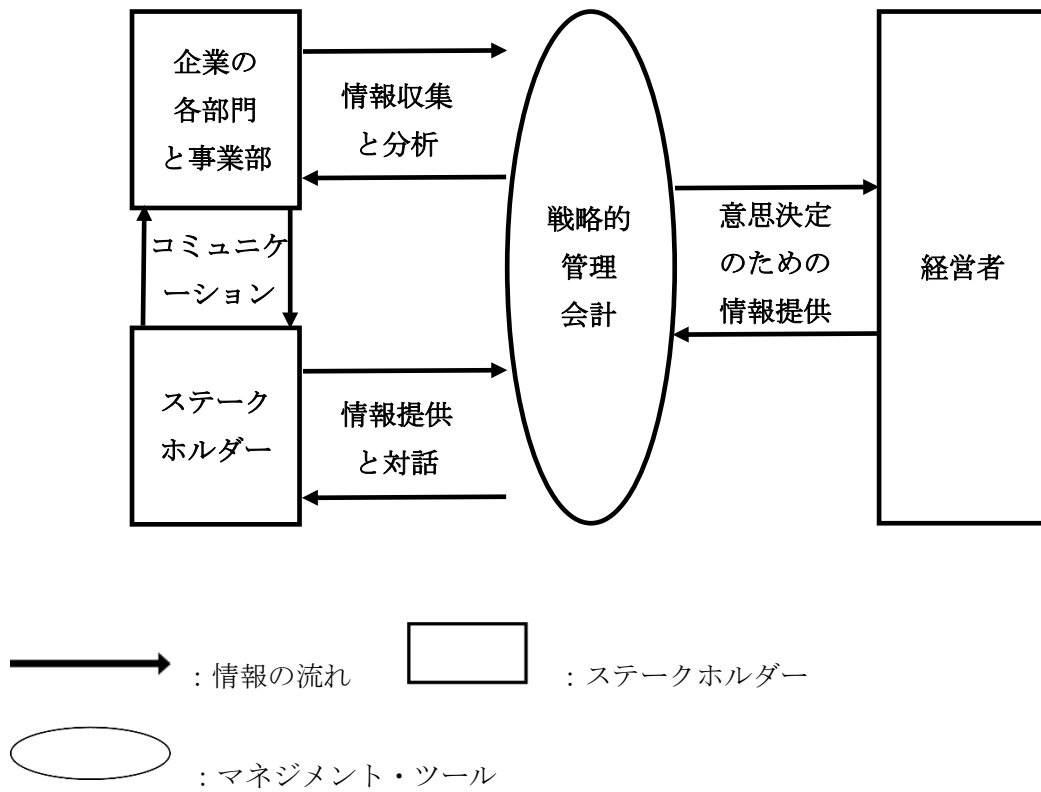 企業の
各部門
と事業部
情報収集
と分析
コミュニケ
ーション
ステーク
ホルダー
情報提供
と対話
戦略的
管理
会計
意思決定
のための
情報提供
経営者
：情報の流れ
：ステークホルダー
：マネジメント・ツール